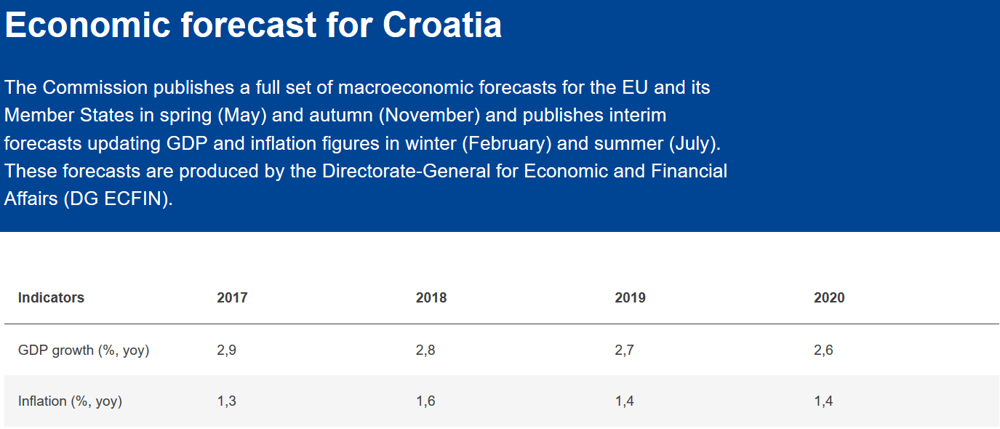 Economic forecast for Croatia
The Commission publishes a full set of macroeconomic forecasts for the EU and its
Member States in spring (May) and autumn (November) and publishes interim
forecasts updating GDP and inflation figures in winter (February) and summer (July).
These forecasts are produced by the Directorate-General for Economic and Financial
Affairs (DG ECFIN).
Indicators 2017 2018 2019 2020
GDP growth (%, yoy) 2,9 2,8 2,7 2,6
Inflation (%, yoy) 1,3 1,6 1,4 1,4